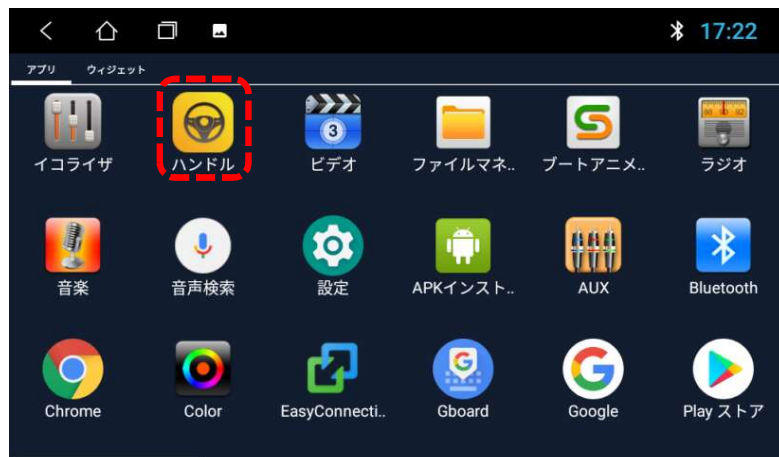 17:22
アプリ ウィジェット
イコライザ ハンドル ビデオ ファイルマネ.. ブートアニメ.. ラジオ
音楽 音声検索 設定 APKインスト.. AUX Bluetooth
Chrome Color EasyConnecti.. Gboard Google Play ストア